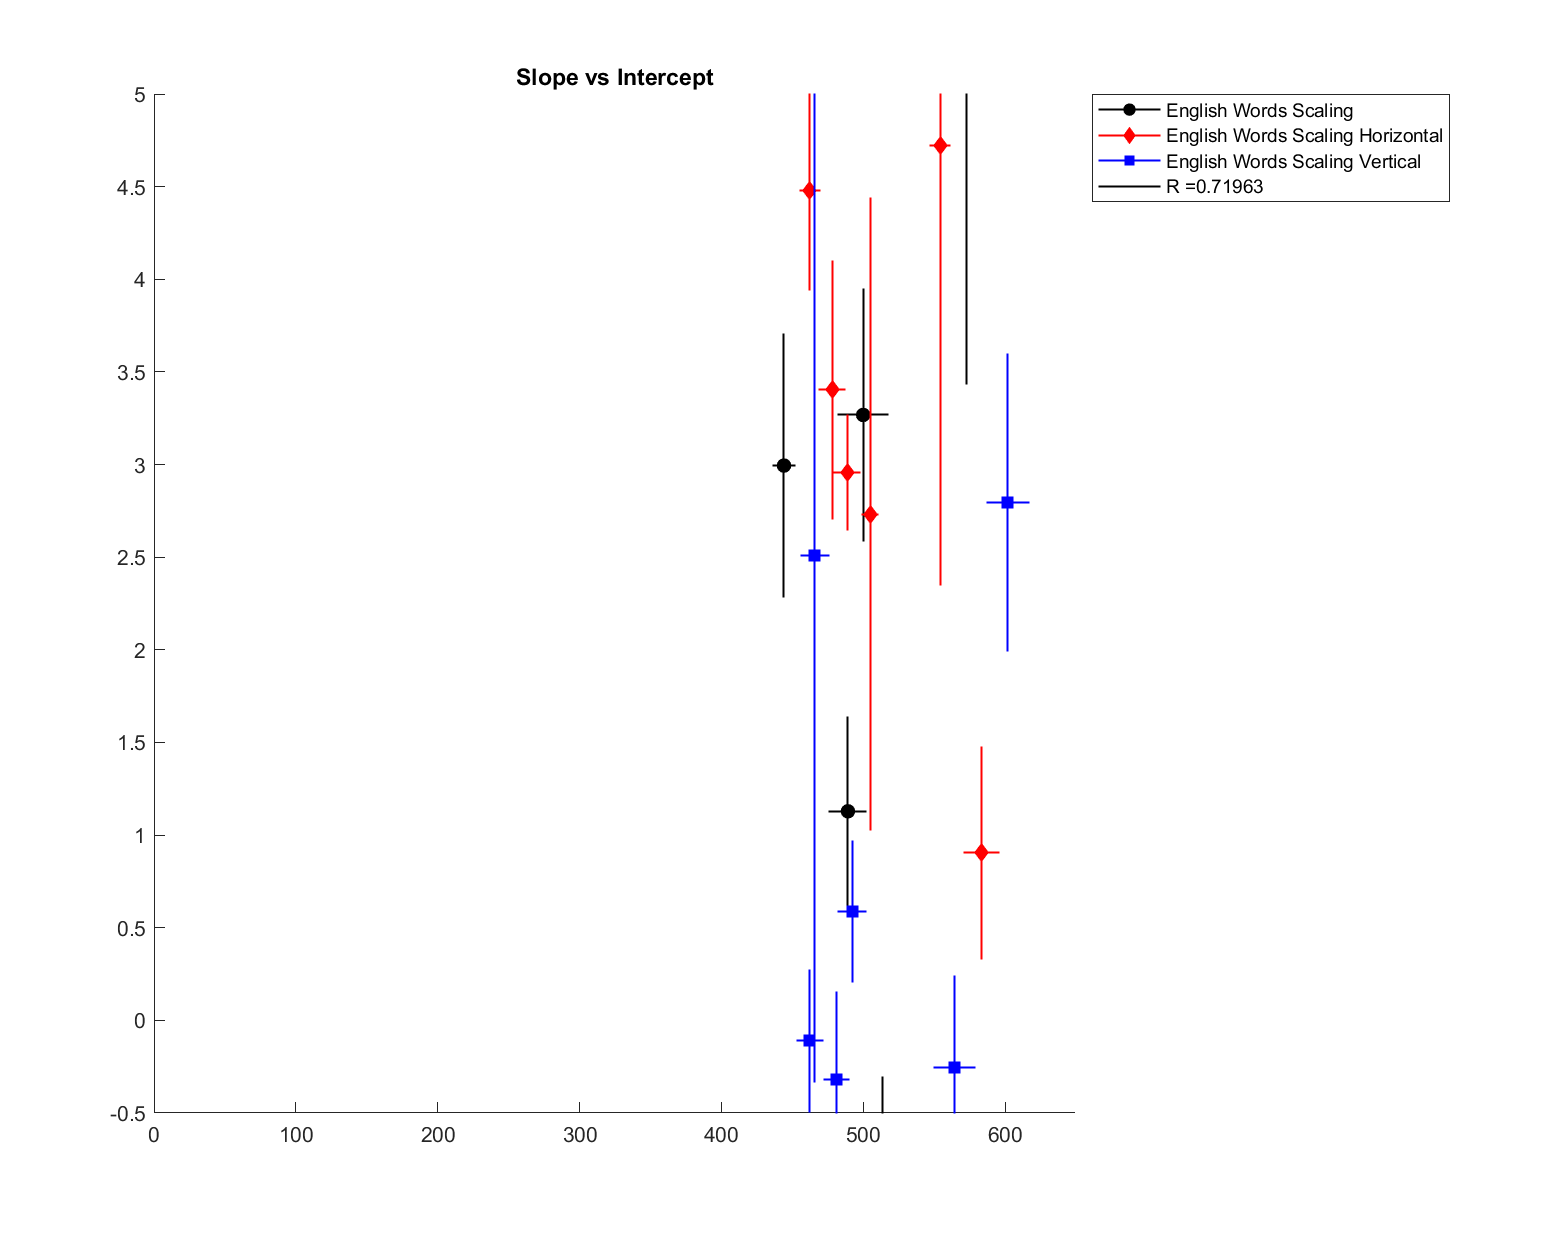 Slope vs Intercept
5
4.5
4
3.5
3
2.5
2
1.5
1
0.5
0
-0.5
0 100 200 300 400 500 600
English Words Scaling
English Words Scaling Horizontal
English Words Scaling Vertical
R =0.71963